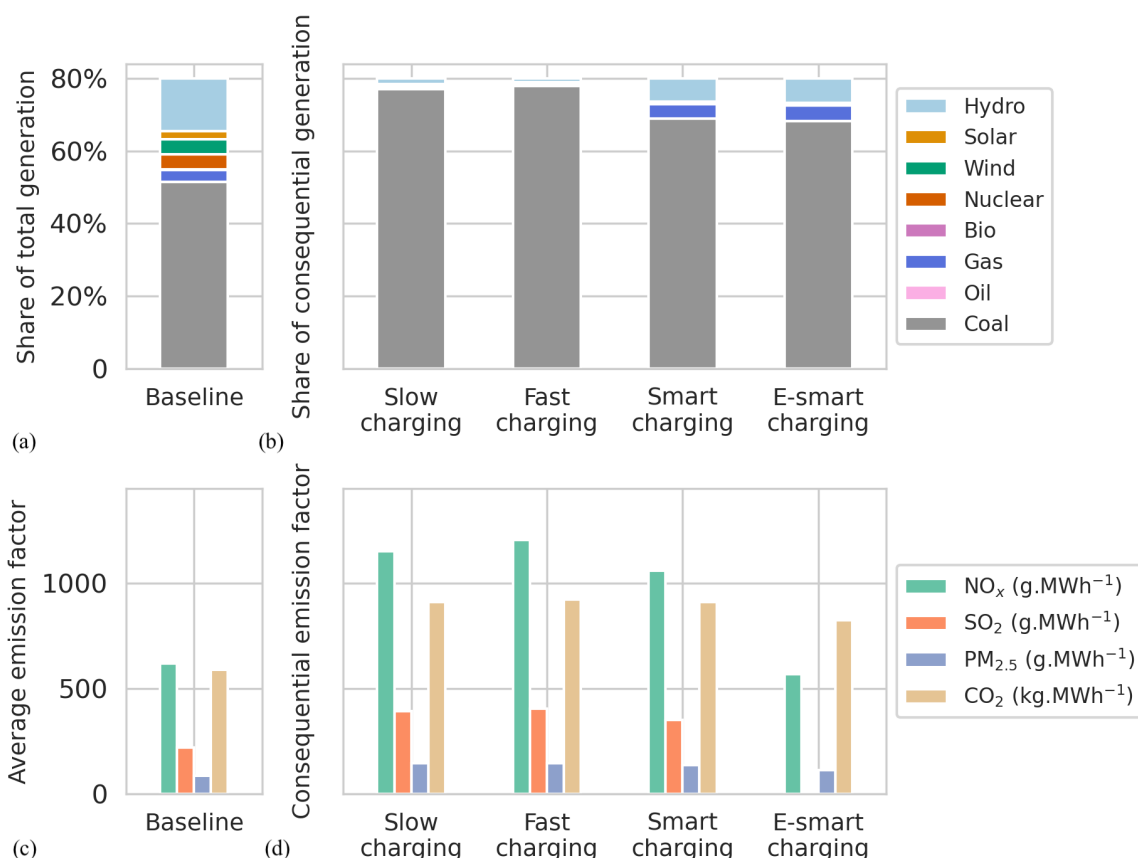 Share of total generation
80%
60%
40%
20%
0
Baseline
(a)
Share of consequential generation
Slow charging
Fast charging
Smart charging
E-smart charging
(b)
Hydro
Solar
Wind
Nuclear
Bio
Gas
Oil
Coal
Average emission factor
1000
500
0
Baseline
(c)
Consequential emission factor
Slow charging
Fast charging
Smart charging
E-smart charging
(d)
NOₓ (g.MWh⁻¹)
SO₂ (g.MWh⁻¹)
PM₂.₅ (g.MWh⁻¹)
CO₂ (kg.MWh⁻¹)